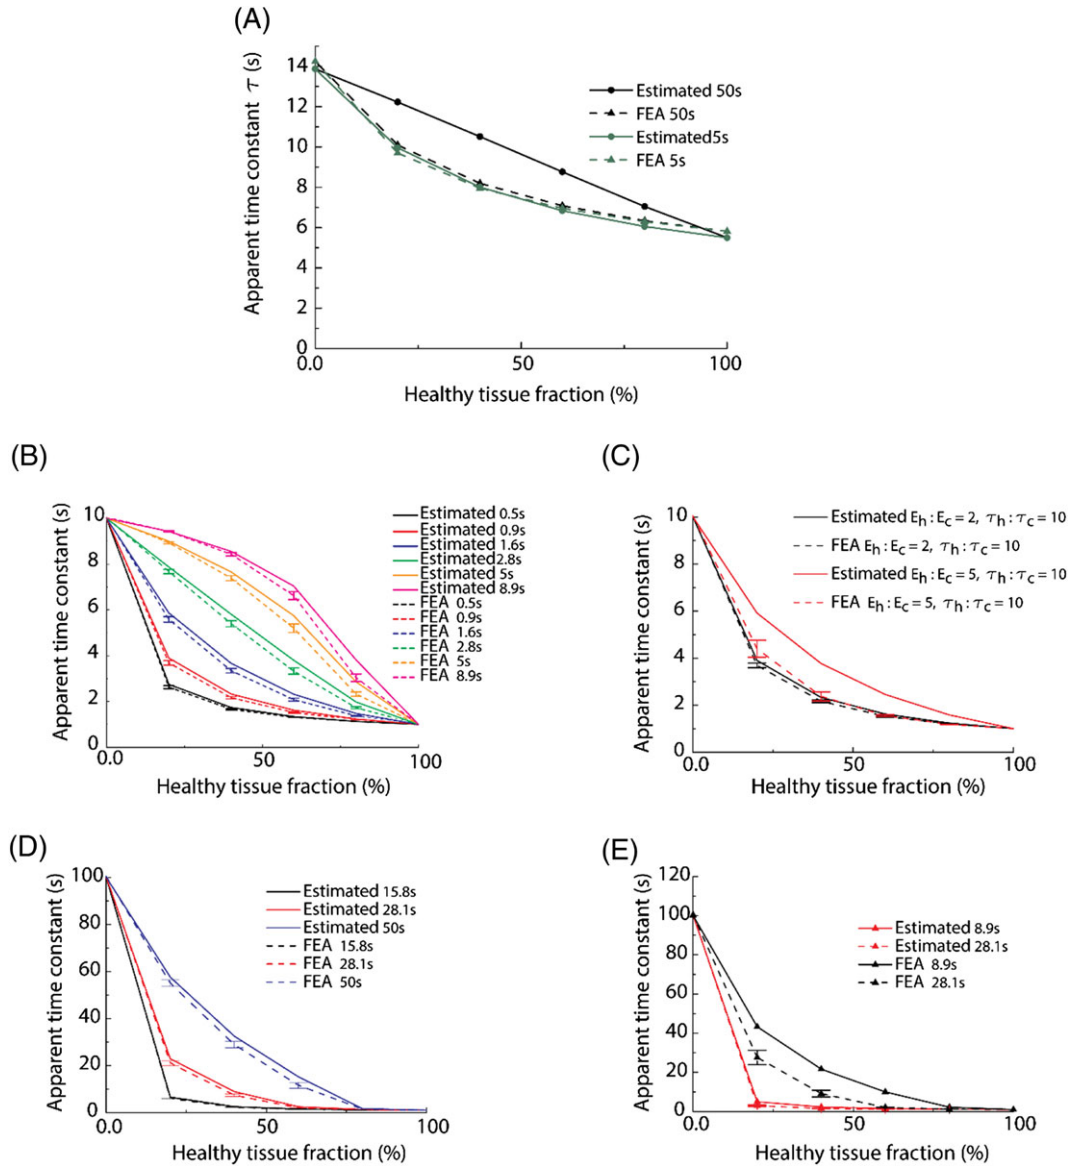 (A)
Apparent time constant τ (s)
14
12
10
8
6
4
2
0
0.0
50
100
Healthy tissue fraction (%)
Estimated 50s
FEA 50s
Estimated5s
FEA 5s
(B)
Apparent time constant (s)
10
8
6
4
2
0
0.0
50
100
Healthy tissue fraction (%)
Estimated 0.5s
Estimated 0.9s
Estimated 1.6s
Estimated2.8s
Estimated 5s
Estimated 8.9s
FEA 0.5s
FEA 0.9s
FEA 1.6s
FEA 2.8s
FEA 5s
FEA 8.9s
(C)
Apparent time constant (s)
10
8
6
4
2
0
0.0
50
100
Healthy tissue fraction (%)
Estimated Eh : Ec = 2, τh : τc = 10
FEA Eh : Ec = 2, τh : τc = 10
Estimated Eh : Ec = 5, τh : τc = 10
FEA Eh : Ec = 5, τh : τc = 10
(D)
Apparent time constant (s)
100
80
60
40
20
0
0.0
50
100
Healthy tissue fraction (%)
Estimated 15.8s
Estimated 28.1s
Estimated 50s
FEA 15.8s
FEA 28.1s
FEA 50s
(E)
Apparent time constant (s)
120
100
80
60
40
20
0
0.0
50
100
Healthy tissue fraction (%)
Estimated 8.9s
Estimated 28.1s
FEA 8.9s
FEA 28.1s